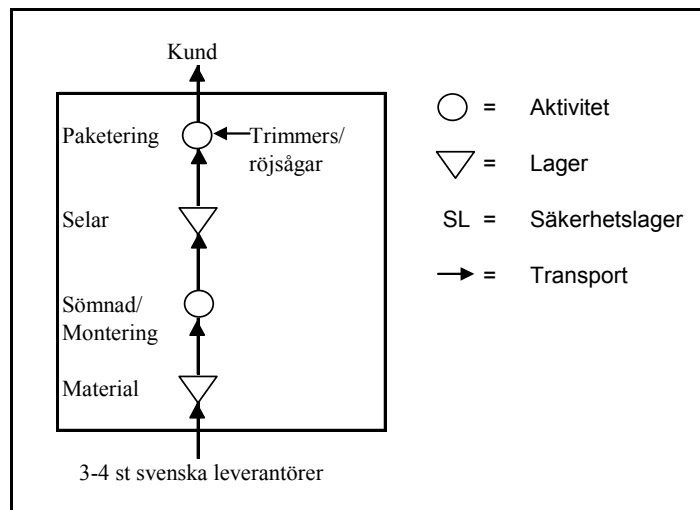 Kund
Paketering
Trimmers/
röjsågar
Selar
Sömnad/
Montering
Material
3-4 st svenska leverantörer
= Aktivitet
= Lager
SL = Säkerhetslager
= Transport